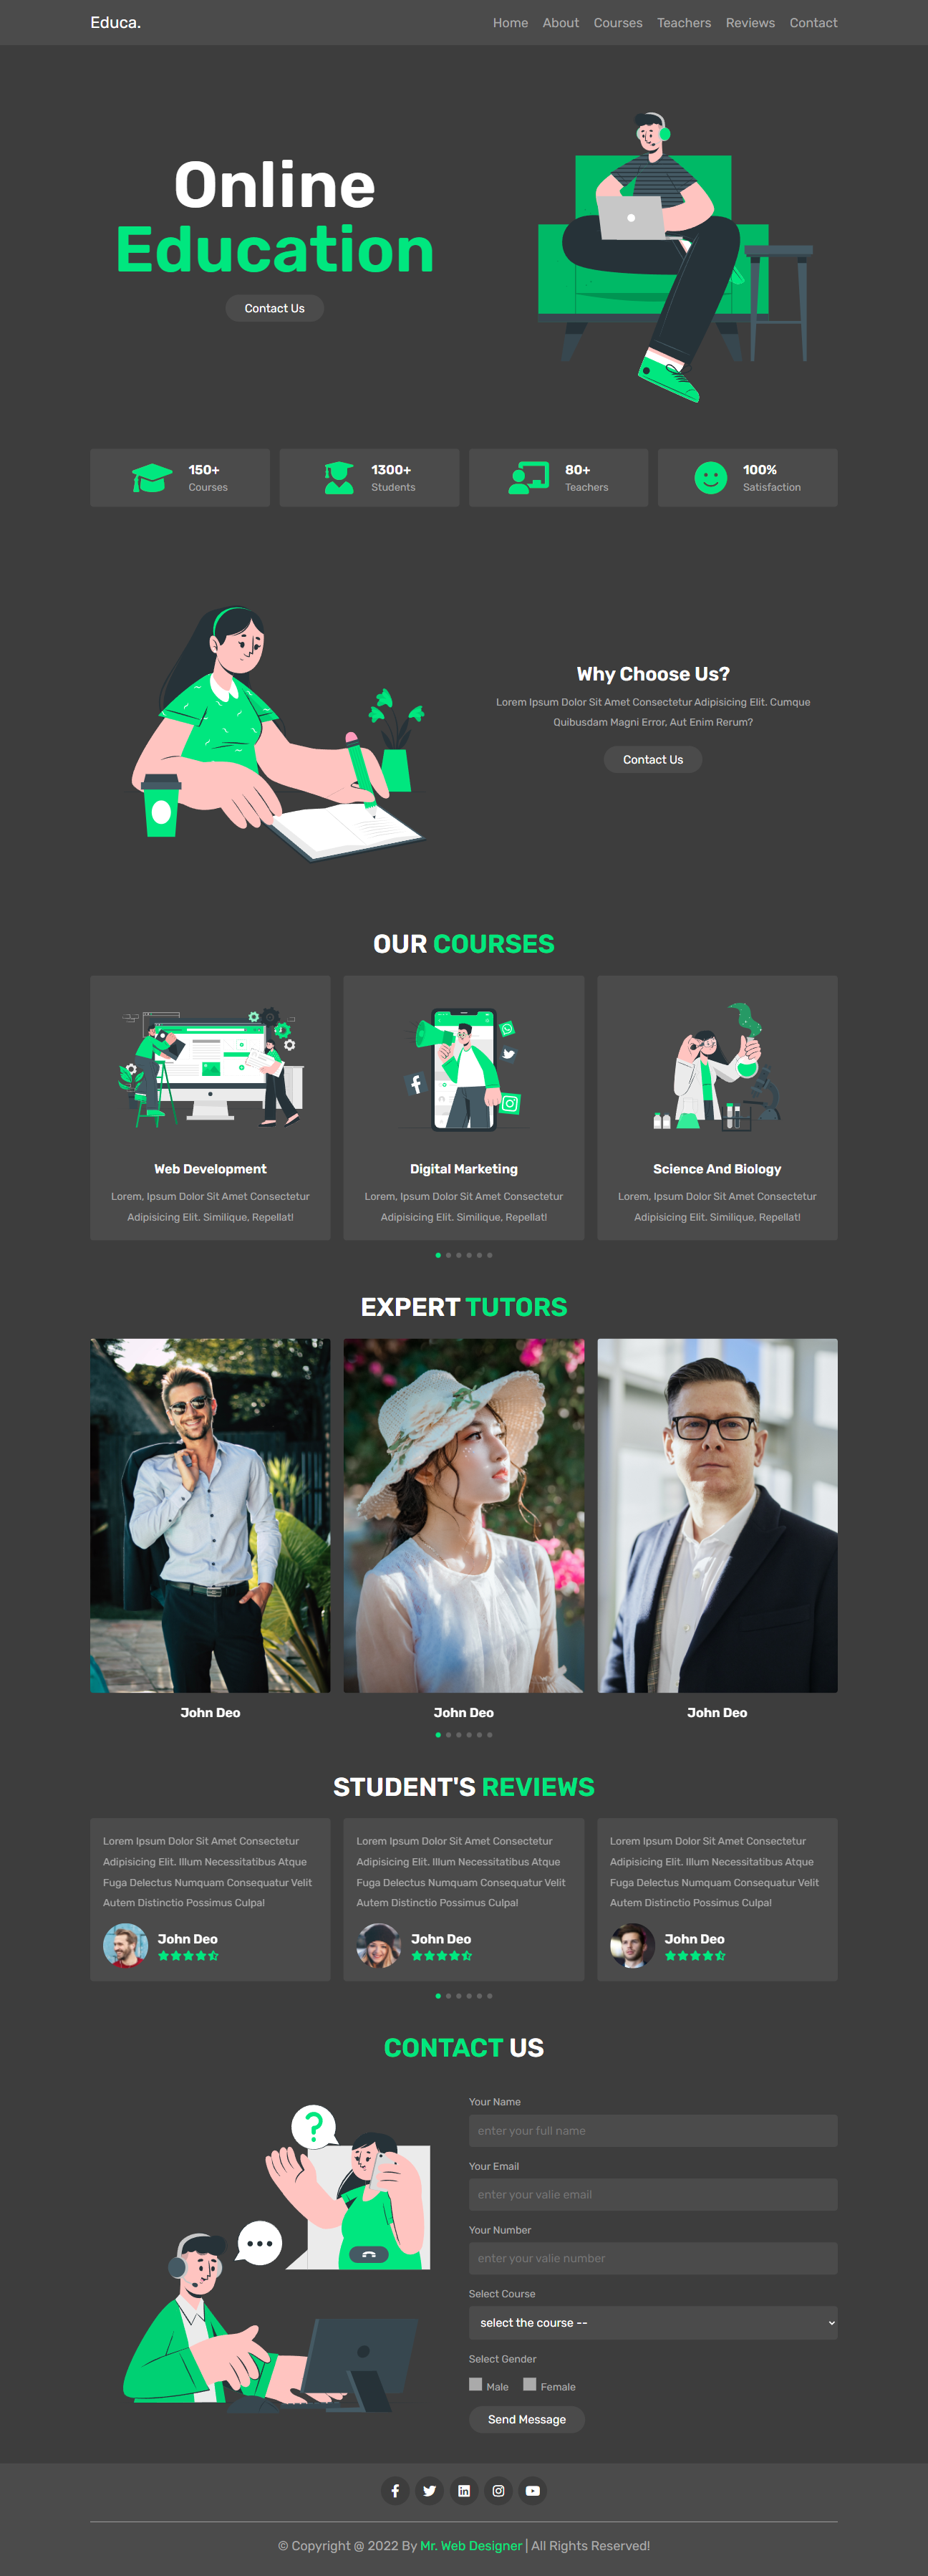 Educa.
Home About Courses Teachers Reviews Contact
Online
Education
Contact Us
150+
Courses
1300+
Students
80+
Teachers
100%
Satisfaction
Why Choose Us?
Lorem Ipsum Dolor Sit Amet Consectetur Adipisicing Elit. Cumque
Quibusdam Magni Error, Aut Enim Rerum?
Contact Us
OUR COURSES
Web Development
Lorem, Ipsum Dolor Sit Amet Consectetur
Adipisicing Elit. Similique, Repellat!
Digital Marketing
Lorem, Ipsum Dolor Sit Amet Consectetur
Adipisicing Elit. Similique, Repellat!
Science And Biology
Lorem, Ipsum Dolor Sit Amet Consectetur
Adipisicing Elit. Similique, Repellat!
EXPERT TUTORS
John Deo
John Deo
John Deo
STUDENT'S REVIEWS
Lorem Ipsum Dolor Sit Amet Consectetur
Adipisicing Elit. Illum Necessitatibus Atque
Fuga Delectus Numquam Consequatur Velit
Autem Distinctio Possimus Culpa!
John Deo
Lorem Ipsum Dolor Sit Amet Consectetur
Adipisicing Elit. Illum Necessitatibus Atque
Fuga Delectus Numquam Consequatur Velit
Autem Distinctio Possimus Culpa!
John Deo
Lorem Ipsum Dolor Sit Amet Consectetur
Adipisicing Elit. Illum Necessitatibus Atque
Fuga Delectus Numquam Consequatur Velit
Autem Distinctio Possimus Culpa!
John Deo
CONTACT US
?
Your Name
enter your full name
Your Email
enter your valie email
Your Number
enter your valie number
Select Course
select the course --
Select Gender
Male Female
Send Message
© Copyright @ 2022 By Mr. Web Designer | All Rights Reserved!